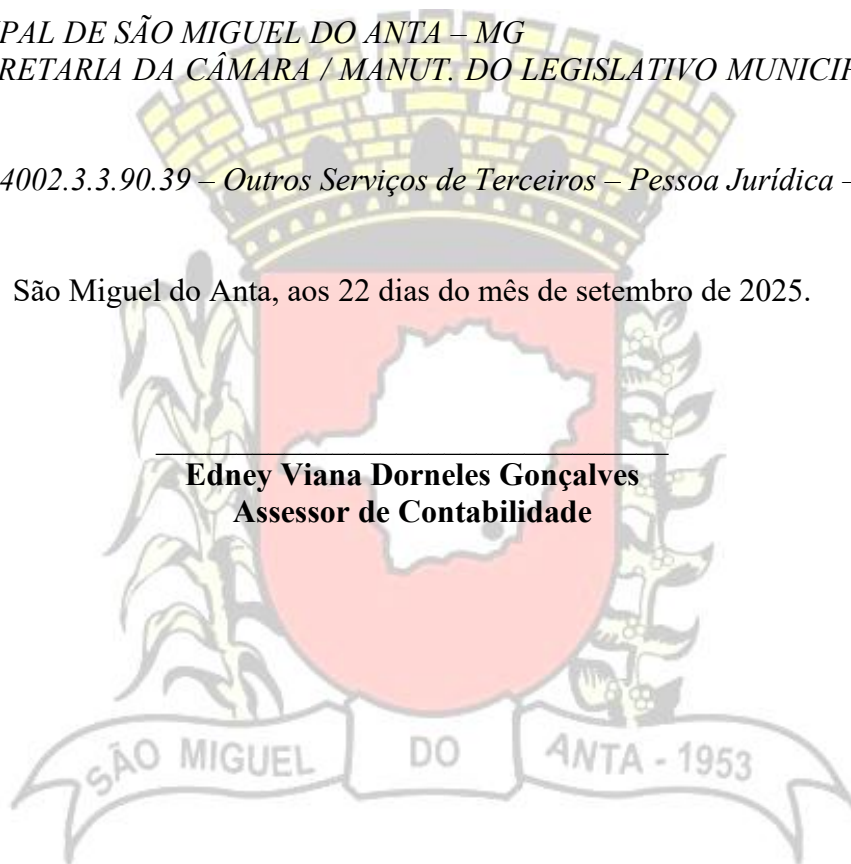 PAL DE SÃO MIGUEL DO ANTA – MG
RETARIA DA CÂMARA / MANUT. DO LEGISLATIVO MUNICIP
4002.3.3.90.39 – Outros Serviços de Terceiros – Pessoa Jurídica –
São Miguel do Anta, aos 22 dias do mês de setembro de 2025.
Edney Viana Dorneles Gonçalves
Assessor de Contabilidade
SÃO MIGUEL DO ANTA - 1953